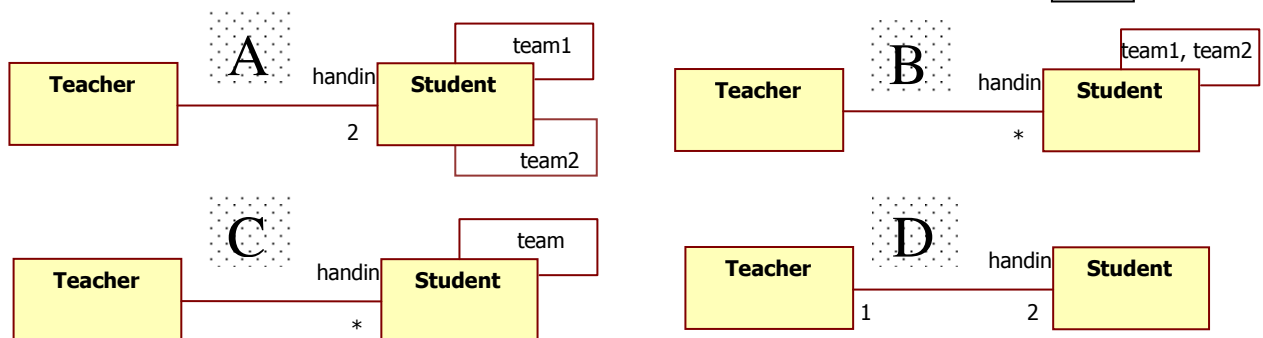 A
team1
Teacher
handin
Student
2
team2
B
team1, team2
Teacher
handin
Student
*
C
team
Teacher
handin
Student
*
D
Teacher
handin
Student
1
2